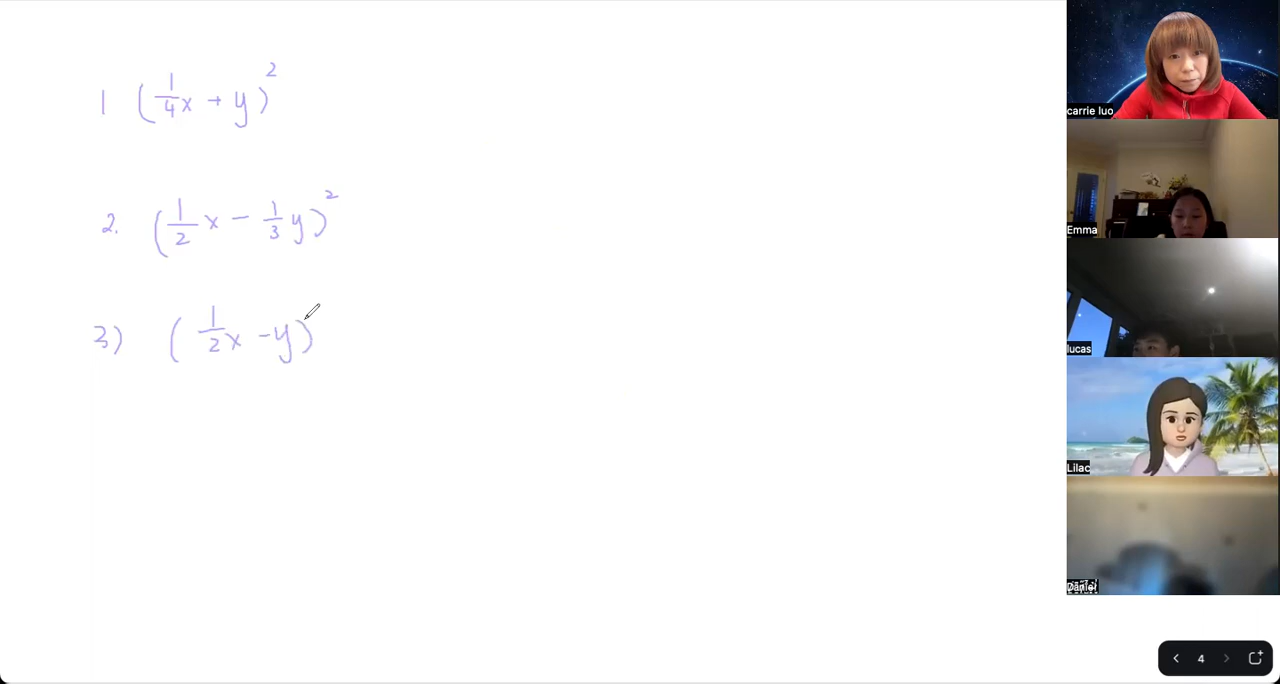 1 (1/4 x + y)²
2. (1/2 x - 1/3 y)²
3) (1/2 x - y)
carrie luo
Emma
lucas
Lilac
Daniel
4